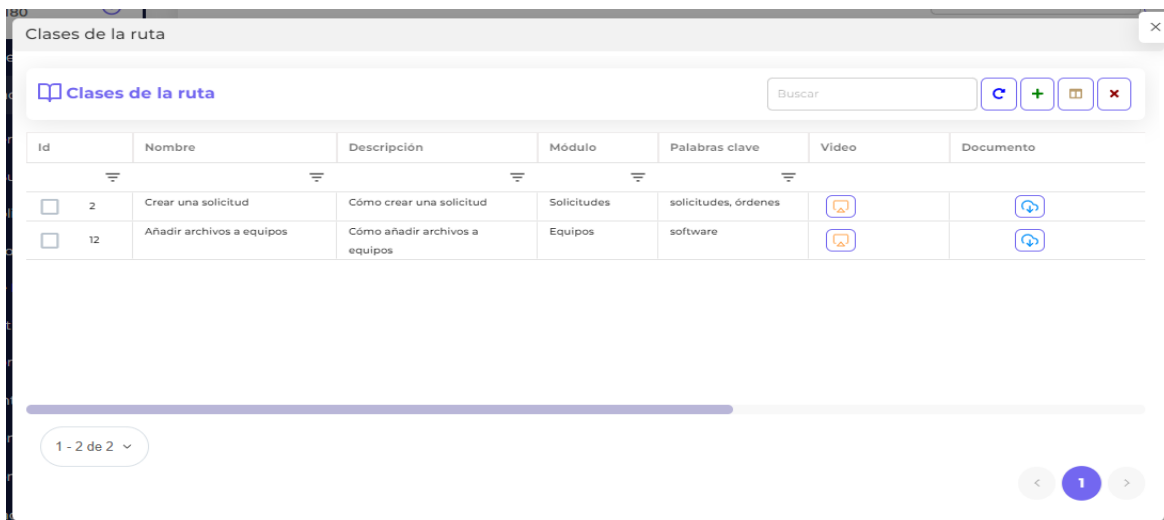 180
Clases de la ruta
Clases de la ruta
Buscar
Id Nombre Descripción Módulo Palabras clave Video Documento
2 Crear una solicitud Cómo crear una solicitud Solicitudes solicitudes, órdenes
12 Añadir archivos a equipos Cómo añadir archivos a equipos Equipos software
1 - 2 de 2
1